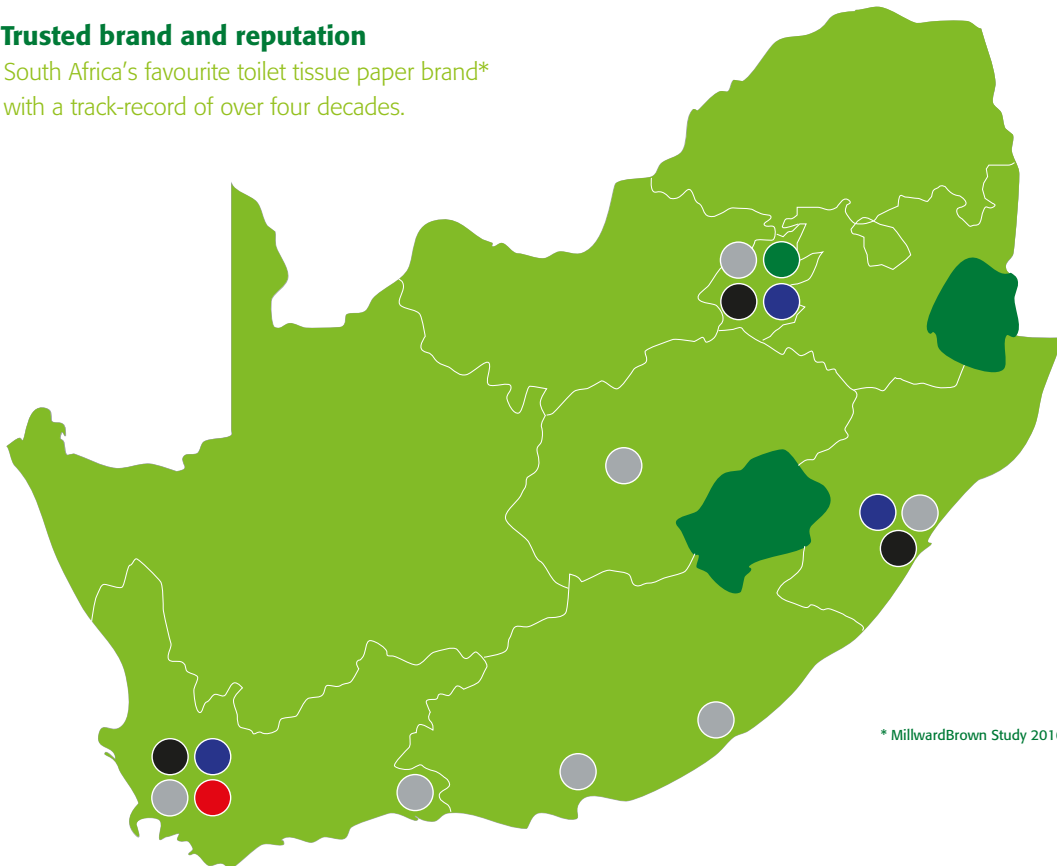 Trusted brand and reputation
South Africa’s favourite toilet tissue paper brand*
with a track-record of over four decades.
* MillwardBrown Study 2016